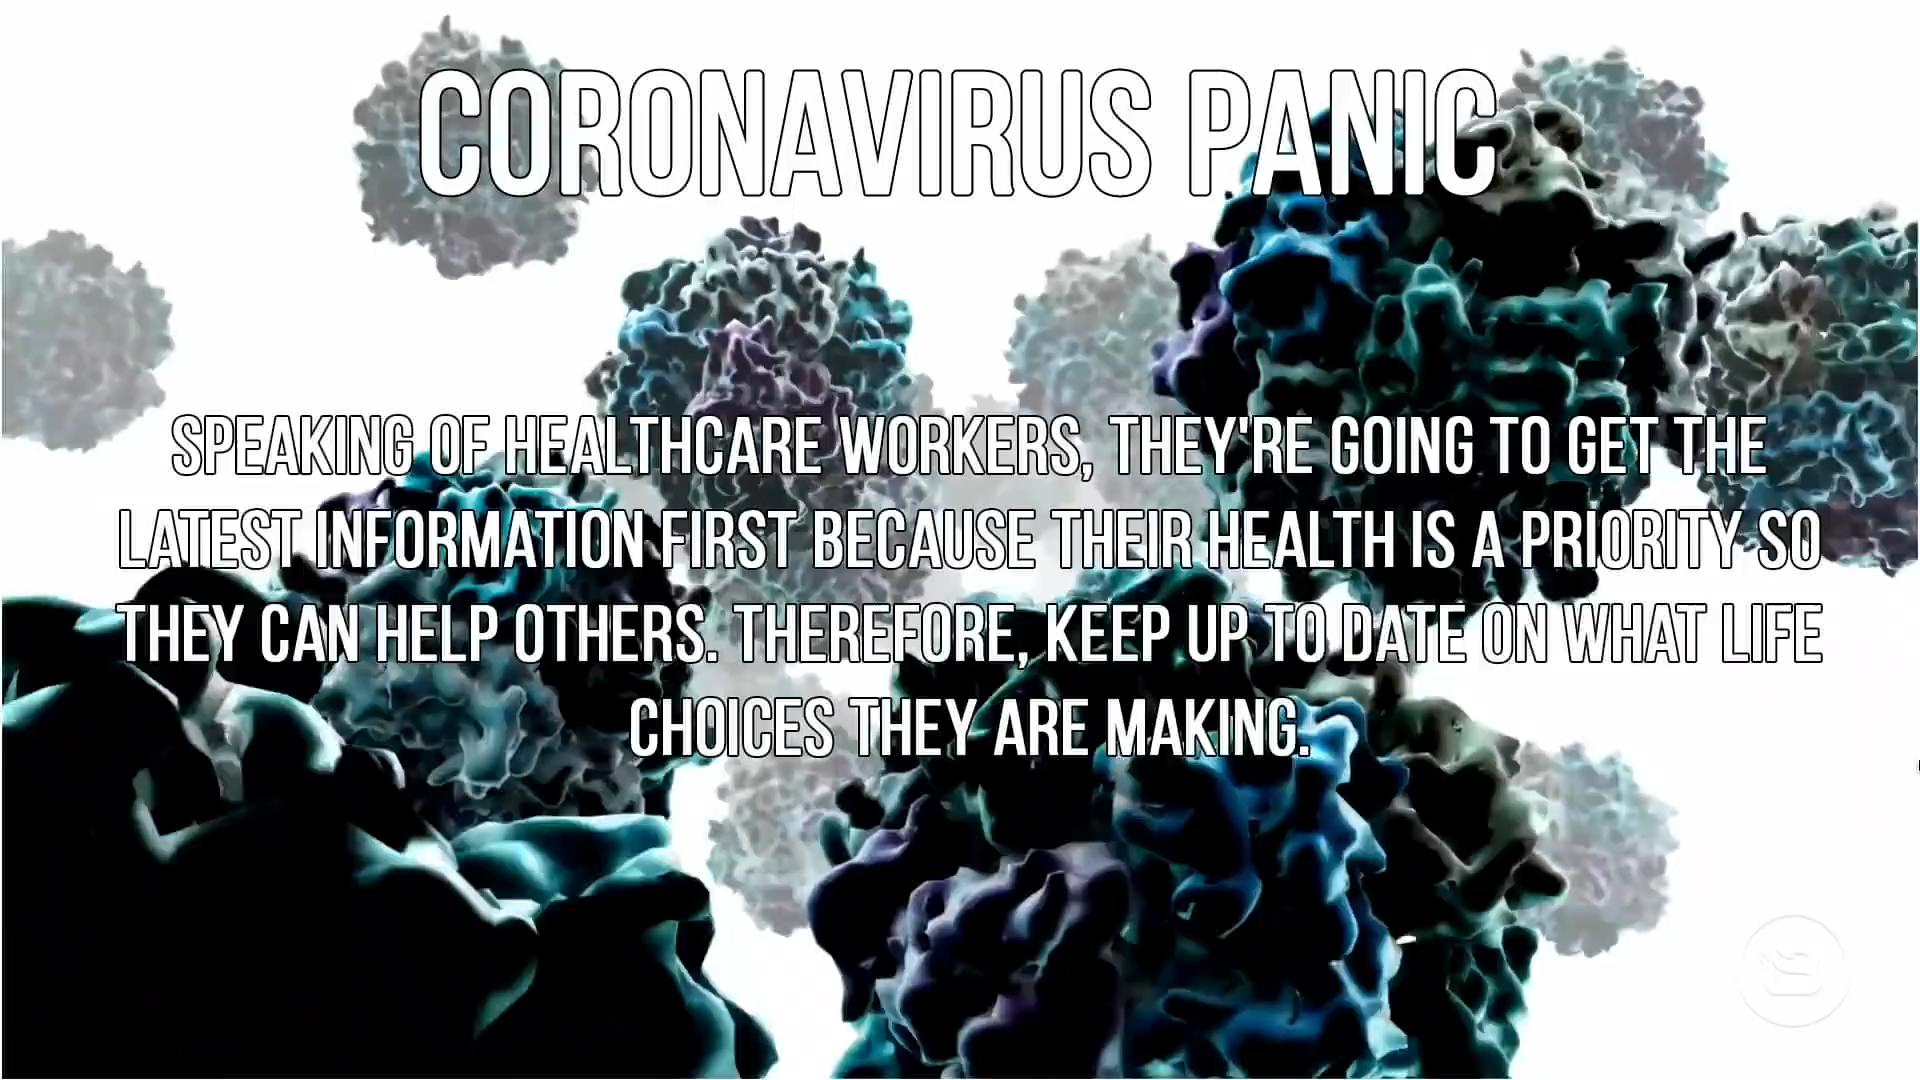 CORONAVIRUS PANIC
SPEAKING OF HEALTHCARE WORKERS, THEY'RE GOING TO GET THE
LATEST INFORMATION FIRST BECAUSE THEIR HEALTH IS A PRIORITY SO
THEY CAN HELP OTHERS. THEREFORE, KEEP UP TO DATE ON WHAT LIFE
CHOICES THEY ARE MAKING.